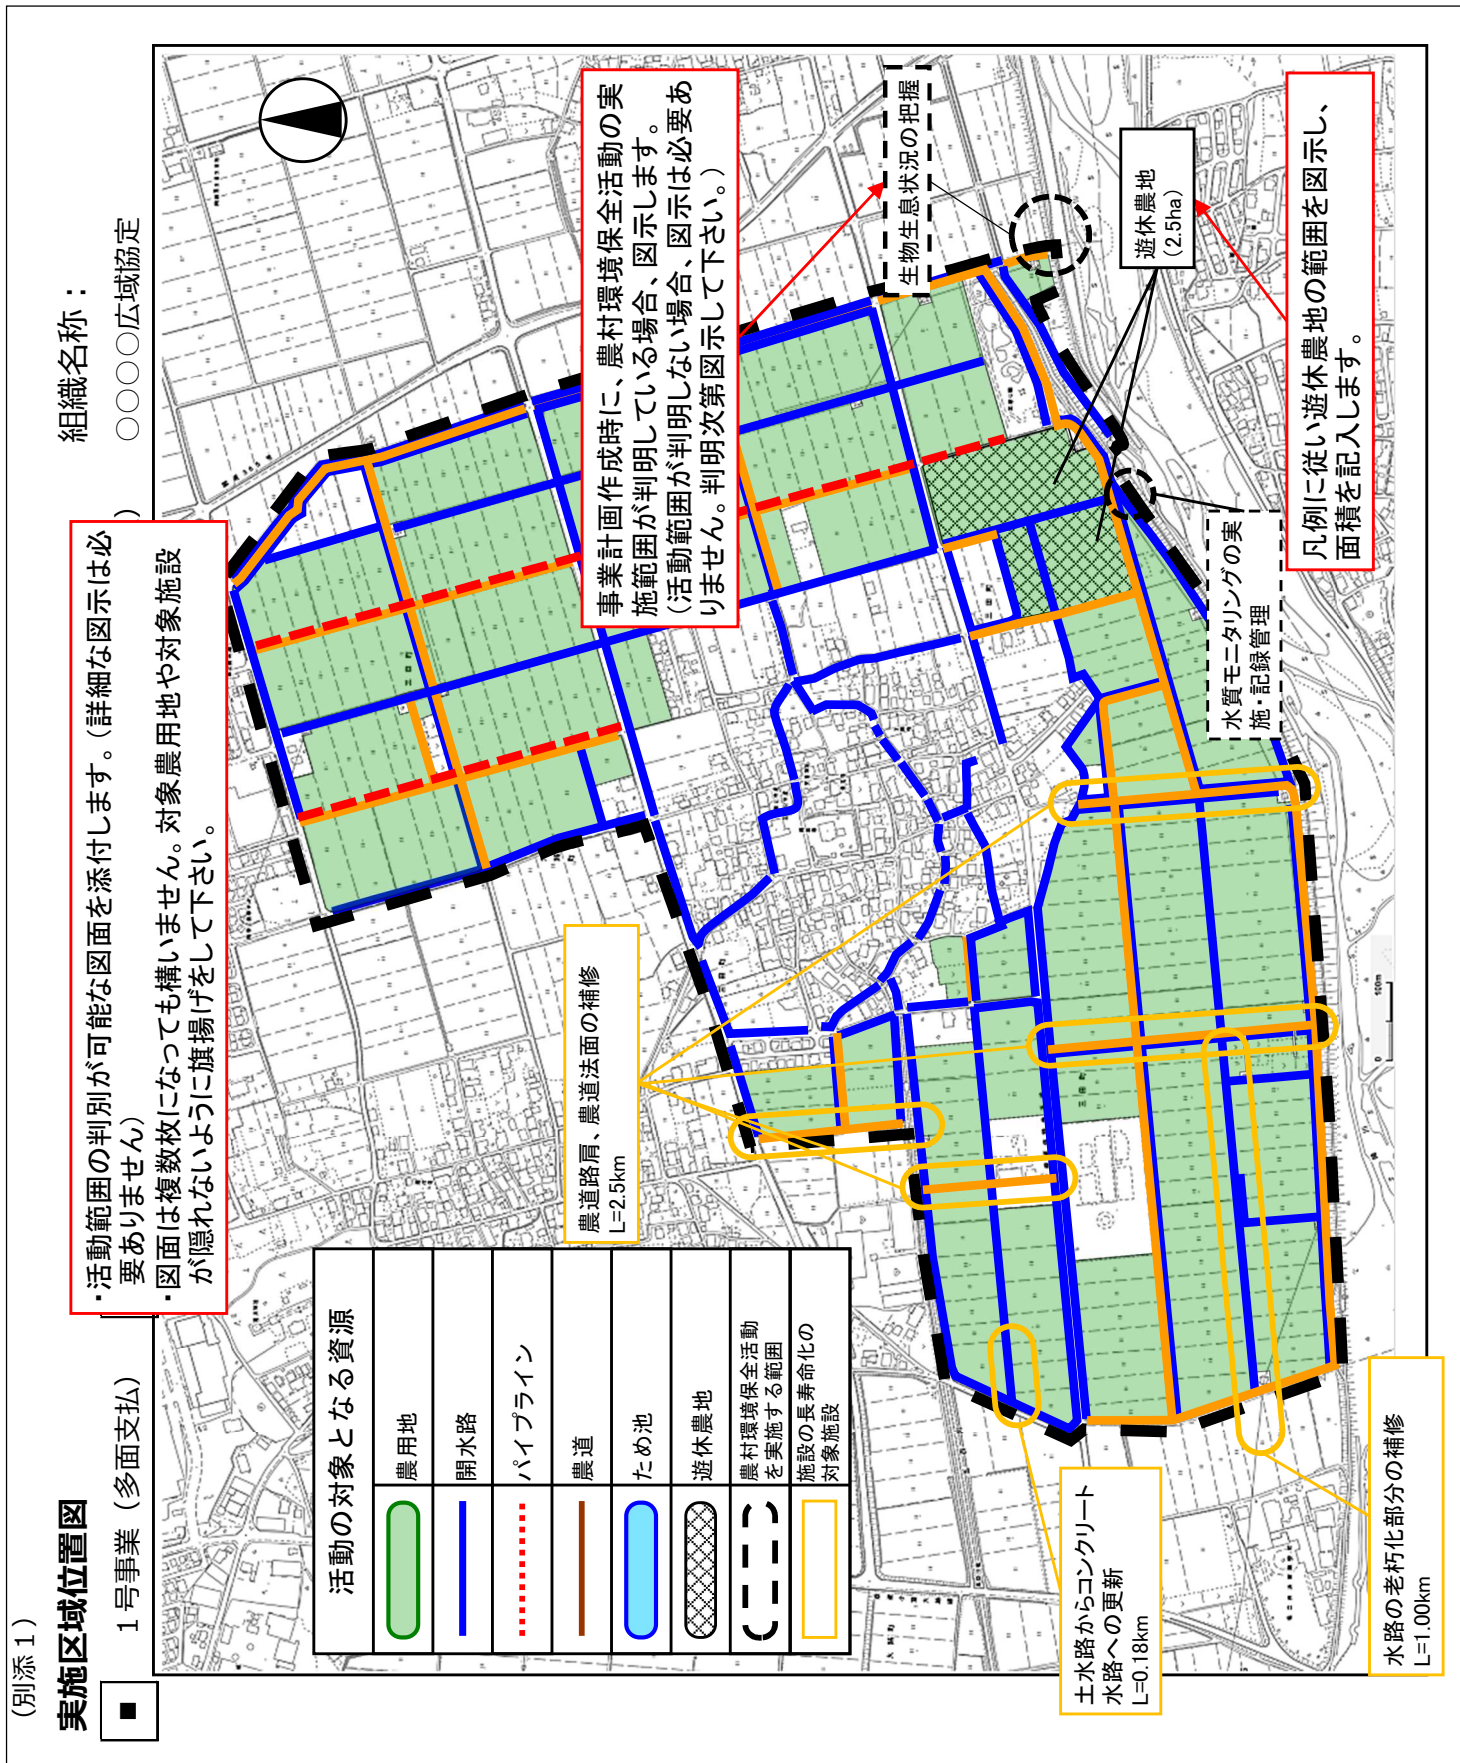 (別添１)
実施区域位置図
組織名称：
■
１号事業（多面支払）
)
○○○○広域協定
・活動範囲の判別が可能な図面を添付します。（詳細な図示は必
要ありません）
・図面は複数枚になっても構いません。対象農用地や対象施設
が隠れないように旗揚げをして下さい。
事業計画作成時に、農村環境保全活動の実
施範囲が判明している場合、図示します。
（活動範囲が判明しない場合、図示は必要あ
りません。判明次第図示して下さい。）
生物生息状況の把握
遊休農地
(2.5ha)
凡例に従い遊休農地の範囲を図示し、
面積を記入します。
水質モニタリングの実
施・記録管理
農道路肩、農道法面の補修
L=2.5km
活動の対象となる資源
農用地
開水路
パイプライン
農道
ため池
遊休農地
農村環境保全活動
を実施する範囲
施設の長寿命化の
対象施設
土水路からコンクリート
水路への更新
L=0.18km
水路の老朽化部分の補修
L=1.00km
0 100m